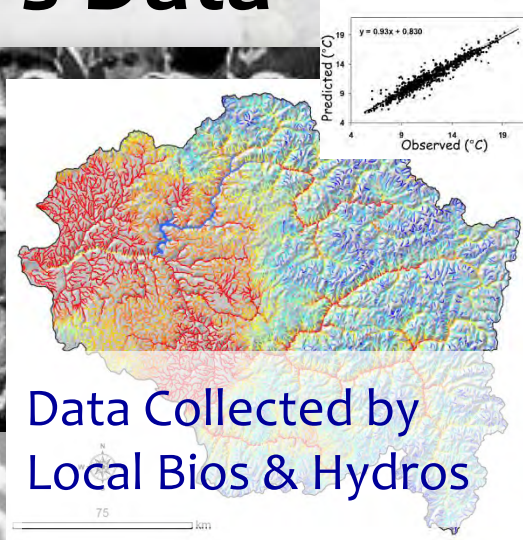 s Data
y = 0.93x + 0.830
Predicted (°C)
19
14
9
4
4 9 14 19
Observed (°C)
Data Collected by
Local Bios & Hydros
N
W
75
km